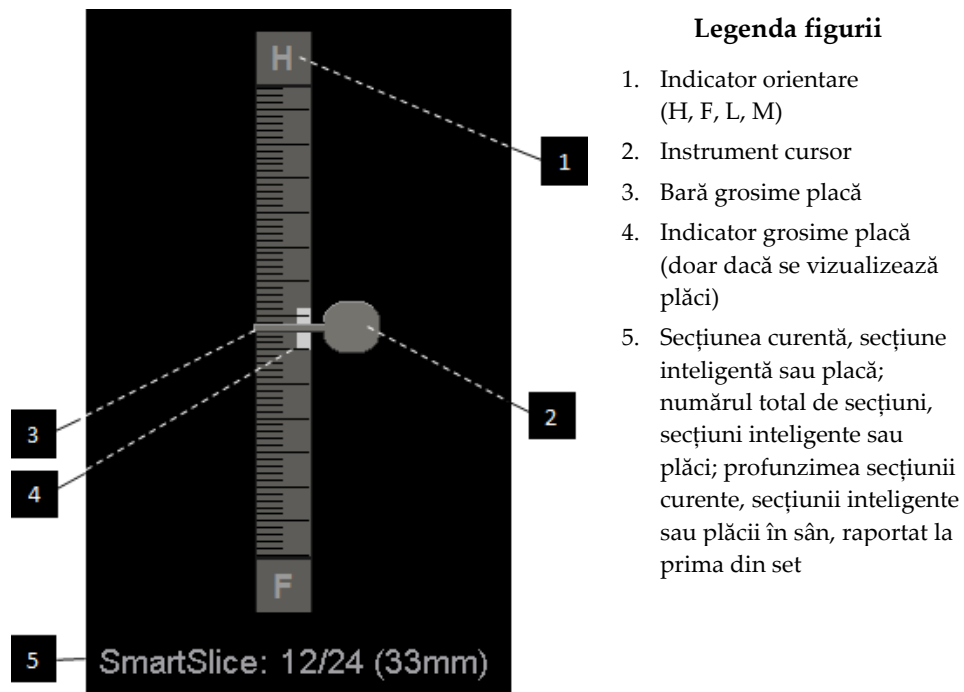 H
1
2
3
4
F
5
SmartSlice: 12/24 (33mm)
Legenda figurii
1. Indicator orientare
(H, F, L, M)
2. Instrument cursor
3. Bară grosime placă
4. Indicator grosime placă
(doar dacă se vizualizează
plăci)
5. Secțiunea curentă, secțiune
inteligentă sau placă;
numărul total de secțiuni,
secțiuni inteligente sau
plăci; profunzimea secțiunii
curente, secțiunii inteligente
sau plăcii în sân, raportat la
prima din set